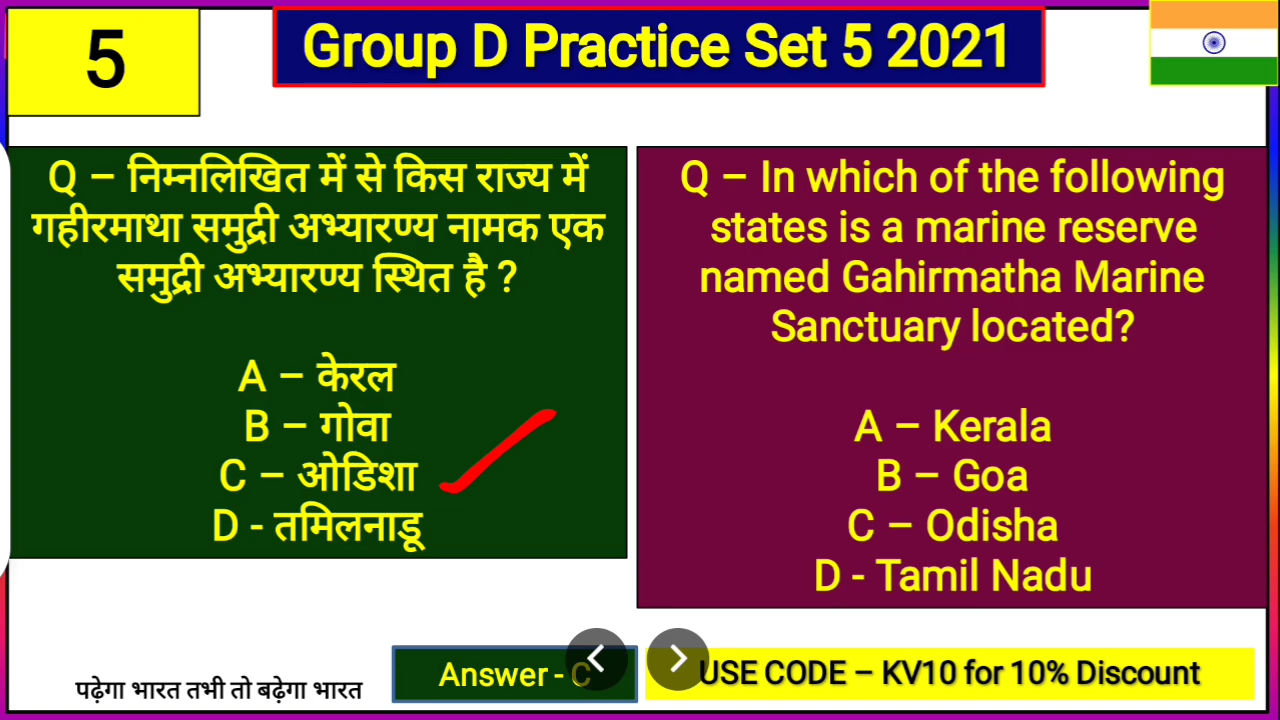 5
Group D Practice Set 5 2021
Q – निम्नलिखित में से किस राज्य में
गहीरमाथा समुद्री अभ्यारण्य नामक एक
समुद्री अभ्यारण्य स्थित है ?
A – केरल
B – गोवा
C – ओडिशा
D - तमिलनाडू
Q – In which of the following
states is a marine reserve
named Gahirmatha Marine
Sanctuary located?
A – Kerala
B – Goa
C – Odisha
D - Tamil Nadu
पढ़ेगा भारत तभी तो बढ़ेगा भारत
Answer - C
USE CODE – KV10 for 10% Discount